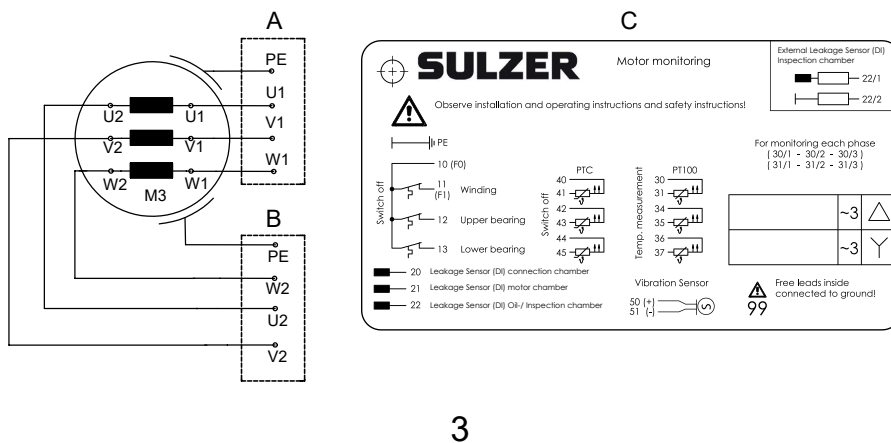 A
PE
U1
V1
W1
U2 U1
V2 V1
W2 W1
M3
B
PE
W2
U2
V2
C
SULZER
Motor monitoring
External Leakage Sensor (DI)
Inspection chamber
22/1
22/2
Observe installation and operating instructions and safety instructions!
PE
For monitoring each phase
( 30/1 - 30/2 - 30/3 )
( 31/1 - 31/2 - 31/3 )
Switch off
10 (F0)
11
(F1) Winding
12 Upper bearing
13 Lower bearing
Switch off
PTC
40
41
42
43
44
45
Temp. measurement
PT100
30
31
34
35
36
37
~3
~3
20 Leakage Sensor (DI) connection chamber
21 Leakage Sensor (DI) motor chamber
22 Leakage Sensor (DI) Oil-/ Inspection chamber
Vibration Sensor
50 (+)
51 (-)
99
Free leads inside
connected to ground!
3